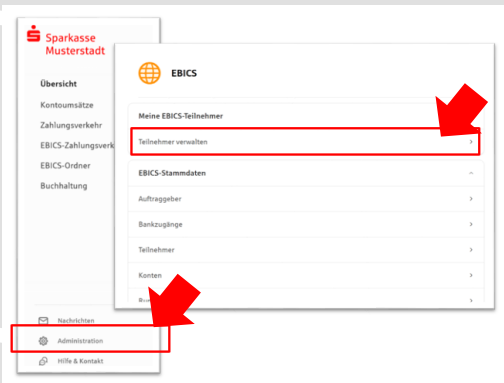 Sparkasse
Musterstadt
Übersicht
Kontoumsätze
Zahlungsverkehr
EBICS-Zahlungsverk
EBICS-Ordner
Buchhaltung
Nachrichten
Administration
Hilfe & Kontakt
EBICS
Meine EBICS-Teilnehmer
Teilnehmer verwalten
EBICS-Stammdaten
Auftraggeber
Bankzugänge
Teilnehmer
Konten